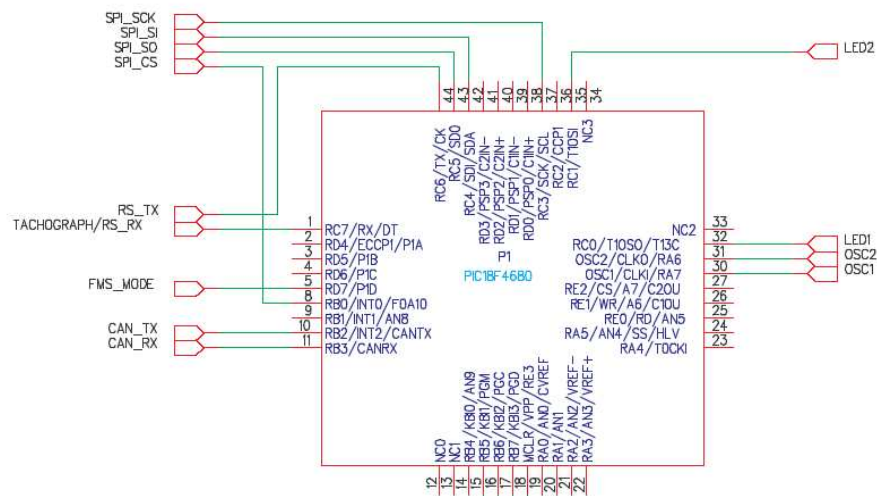 SPI_SCK
SPI_SI
SPI_SO
SPI_CS
LED2
44
43
42
41
40
39
38
37
36
35
34
RC6/TX/CK
RC5/SDO
RC4/SDI/SDA
RD3/PSP3/C2IN-
RD2/PSP2/C2IN+
RD1/PSP1/C1IN-
RD0/PSP0/C1IN+
RC3/SCK/SCL
RC2/CCP1
RC1/T1OSI
NC3
RS_TX
TACHOGRAPH/RS_RX
FMS_MODE
CAN_TX
CAN_RX
1 RC7/RX/DT
2 RD4/ECCP1/P1A
3 RD5/P1B
4 RD6/P1C
5 RD7/P1D
8 RB0/INT0/F0A10
9 RB1/INT1/AN8
10 RB2/INT2/CANTX
11 RB3/CANRX
P1
PIC18F4680
NC2 33
RC0/T1OSO/T13C 32 LED1
OSC2/CLKO/RA6 31 OSC2
OSC1/CLKI/RA7 30 OSC1
RE2/CS/A7/C2OU 27
RE1/WR/A6/C1OU 26
RE0/RD/AN5 25
RA5/AN4/SS/HLV 24
RA4/T0CKI 23
NC0
NC1
RB4/KBI0/AN9
RB5/KBI1/PGM
RB6/KBI2/PGC
RB7/KBI3/PGD
MCLR/VPP/RE3
RA0/AN0/CVREF
RA1/AN1
RA2/AN2/VREF-
RA3/AN3/VREF+
12
13
14
15
16
17
18
19
20
21
22